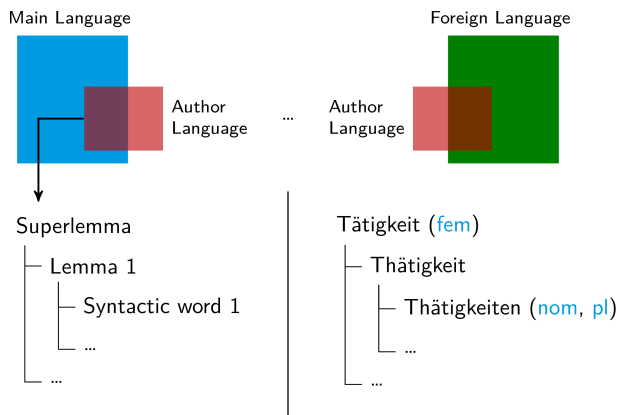 Main Language
Foreign Language
Author
Language
...
Author
Language
Superlemma
Lemma 1
Syntactic word 1
...
...
Tätigkeit (fem)
Thätigkeit
Thätigkeiten (nom, pl)
...
...